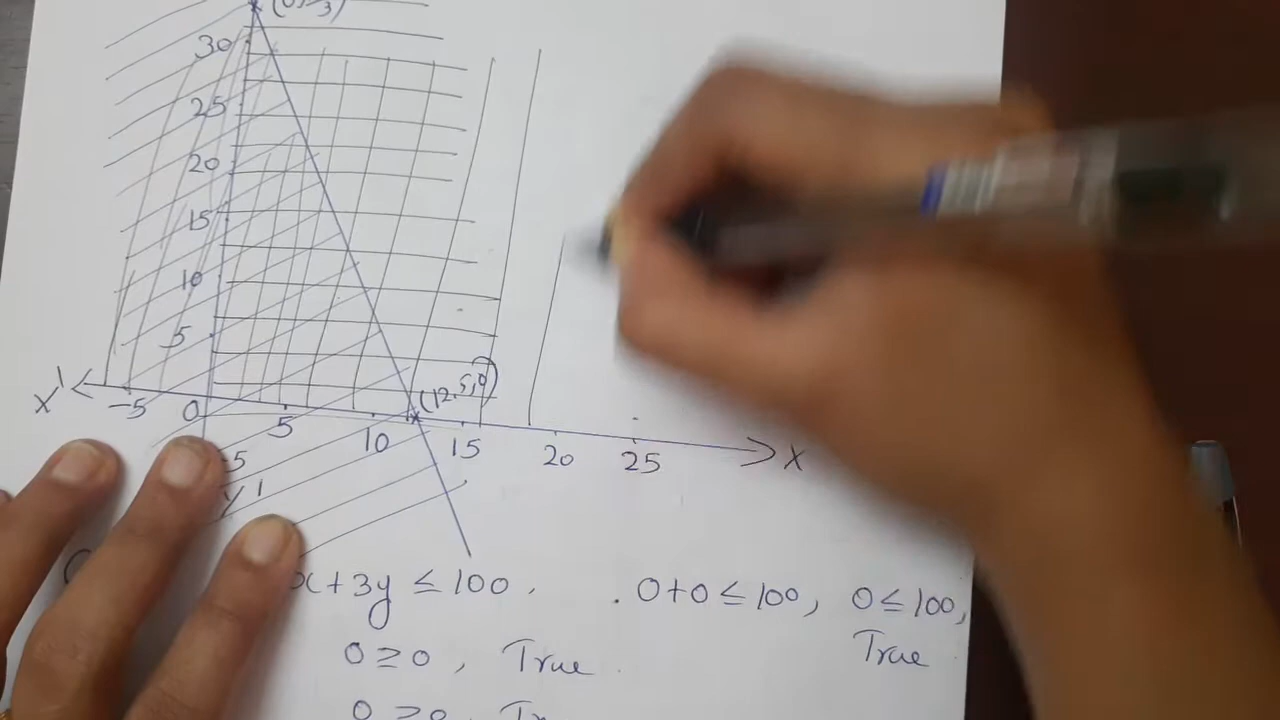 30
25
20
15
10
5
(12.5,0)
X'
-5 0 5 10 15 20 25 X
Y'
x+3y ≤ 100, . 0+0 ≤ 100, 0 ≤ 100,
True
0 ≥ 0, True.
0 ≥ 0